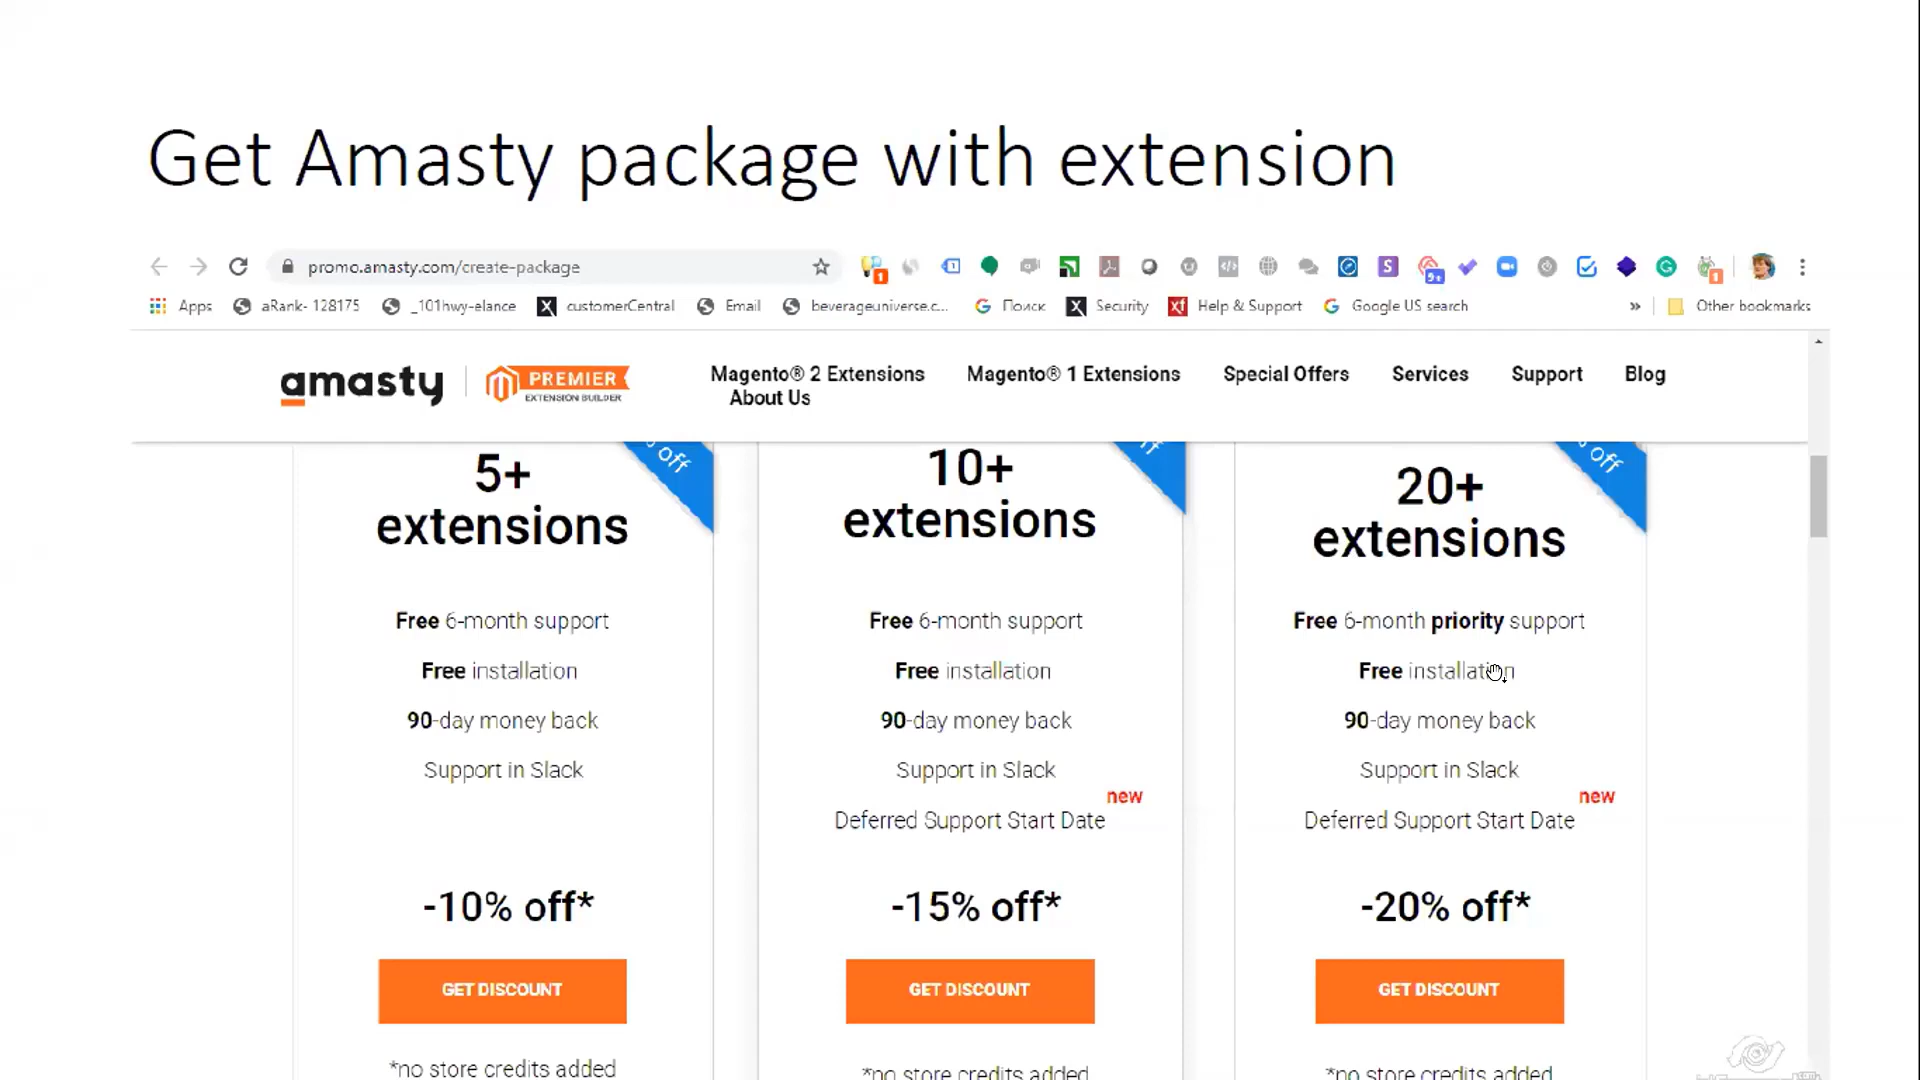 Get Amasty package with extension
promo.amasty.com/create-package
Apps aRank- 128175 _101hwy-elance customerCentral Email beverageuniverse.c... Поиск Security Help & Support Google US search » Other bookmarks
amasty PREMIER EXTENSION BUILDER
Magento® 2 Extensions Magento® 1 Extensions Special Offers Services Support Blog
About Us
off
off
5+ extensions
Free 6-month support
Free installation
90-day money back
Support in Slack
-10% off*
GET DISCOUNT
*no store credits added
10+ extensions
Free 6-month support
Free installation
90-day money back
Support in Slack
new
Deferred Support Start Date
-15% off*
GET DISCOUNT
*no store credits added
20+ extensions
Free 6-month priority support
Free installation
90-day money back
Support in Slack
new
Deferred Support Start Date
-20% off*
GET DISCOUNT
*no store credits added